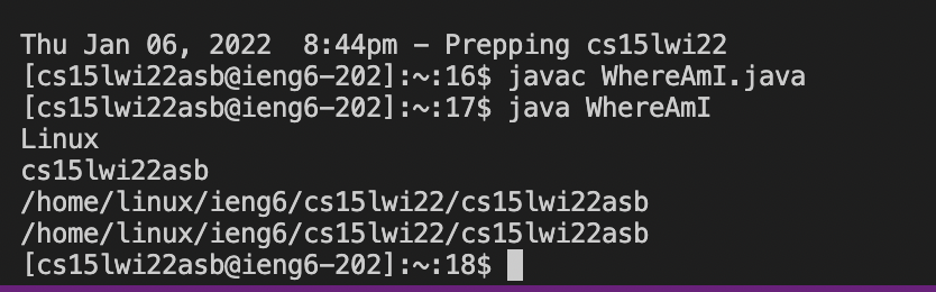 Thu Jan 06, 2022  8:44pm - Prepping cs15lwi22
[cs15lwi22asb@ieng6-202]:~:16$ javac WhereAmI.java
[cs15lwi22asb@ieng6-202]:~:17$ java WhereAmI
Linux
cs15lwi22asb
/home/linux/ieng6/cs15lwi22/cs15lwi22asb
/home/linux/ieng6/cs15lwi22/cs15lwi22asb
[cs15lwi22asb@ieng6-202]:~:18$